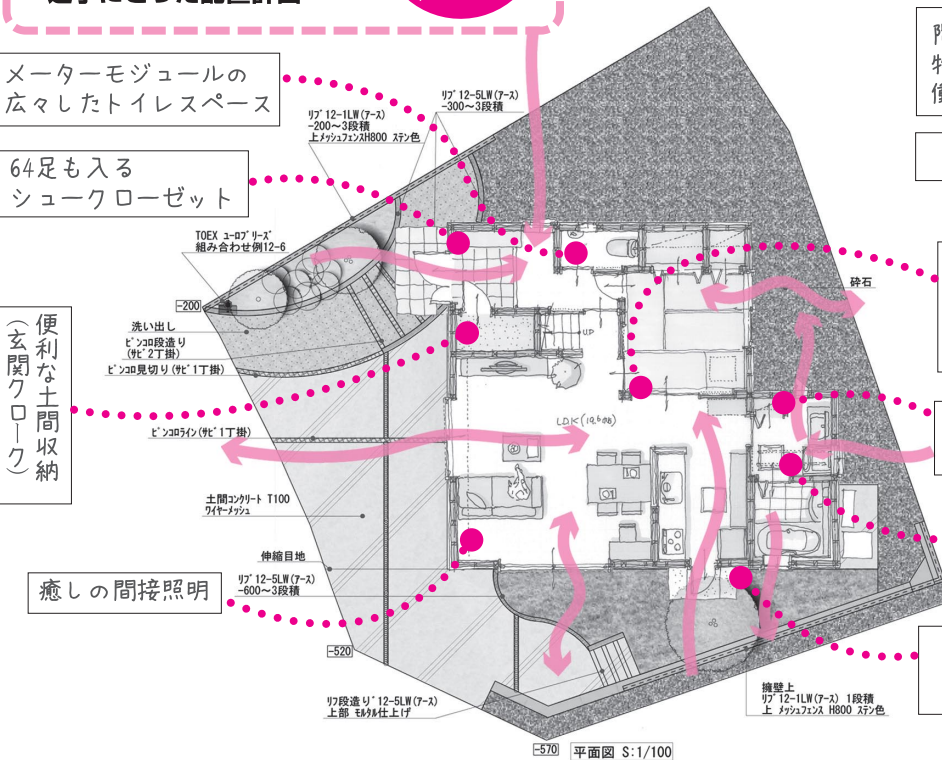 メーターモジュールの
広々したトイレスペース
64足も入る
シュークローゼット
便利な土間収納
(玄関クローク)
癒しの間接照明
リブ12-1LW(アース)
-200～3段積
上メッシュフェンスH800 ステン色
リブ12-5LW(アース)
-300～3段積
TOEX ユーロブリーズ
組み合わせ例12-6
-200
洗い出し
ピンコロ段造り
(サビ2丁掛)
ピンコロ見切り(サビ1丁掛)
ピンコロライン(サビ1丁掛)
土間コンクリート T100
ワイヤーメッシュ
伸縮目地
リブ12-5LW(アース)
-600～3段積
-520
リブ段造り12-5LW(アース)
上部 モルタル仕上げ
-570
平面図 S:1/100
擁壁上
リブ12-1LW(アース) 1段積
上 メッシュフェンス H800 ステン色
砕石
UP